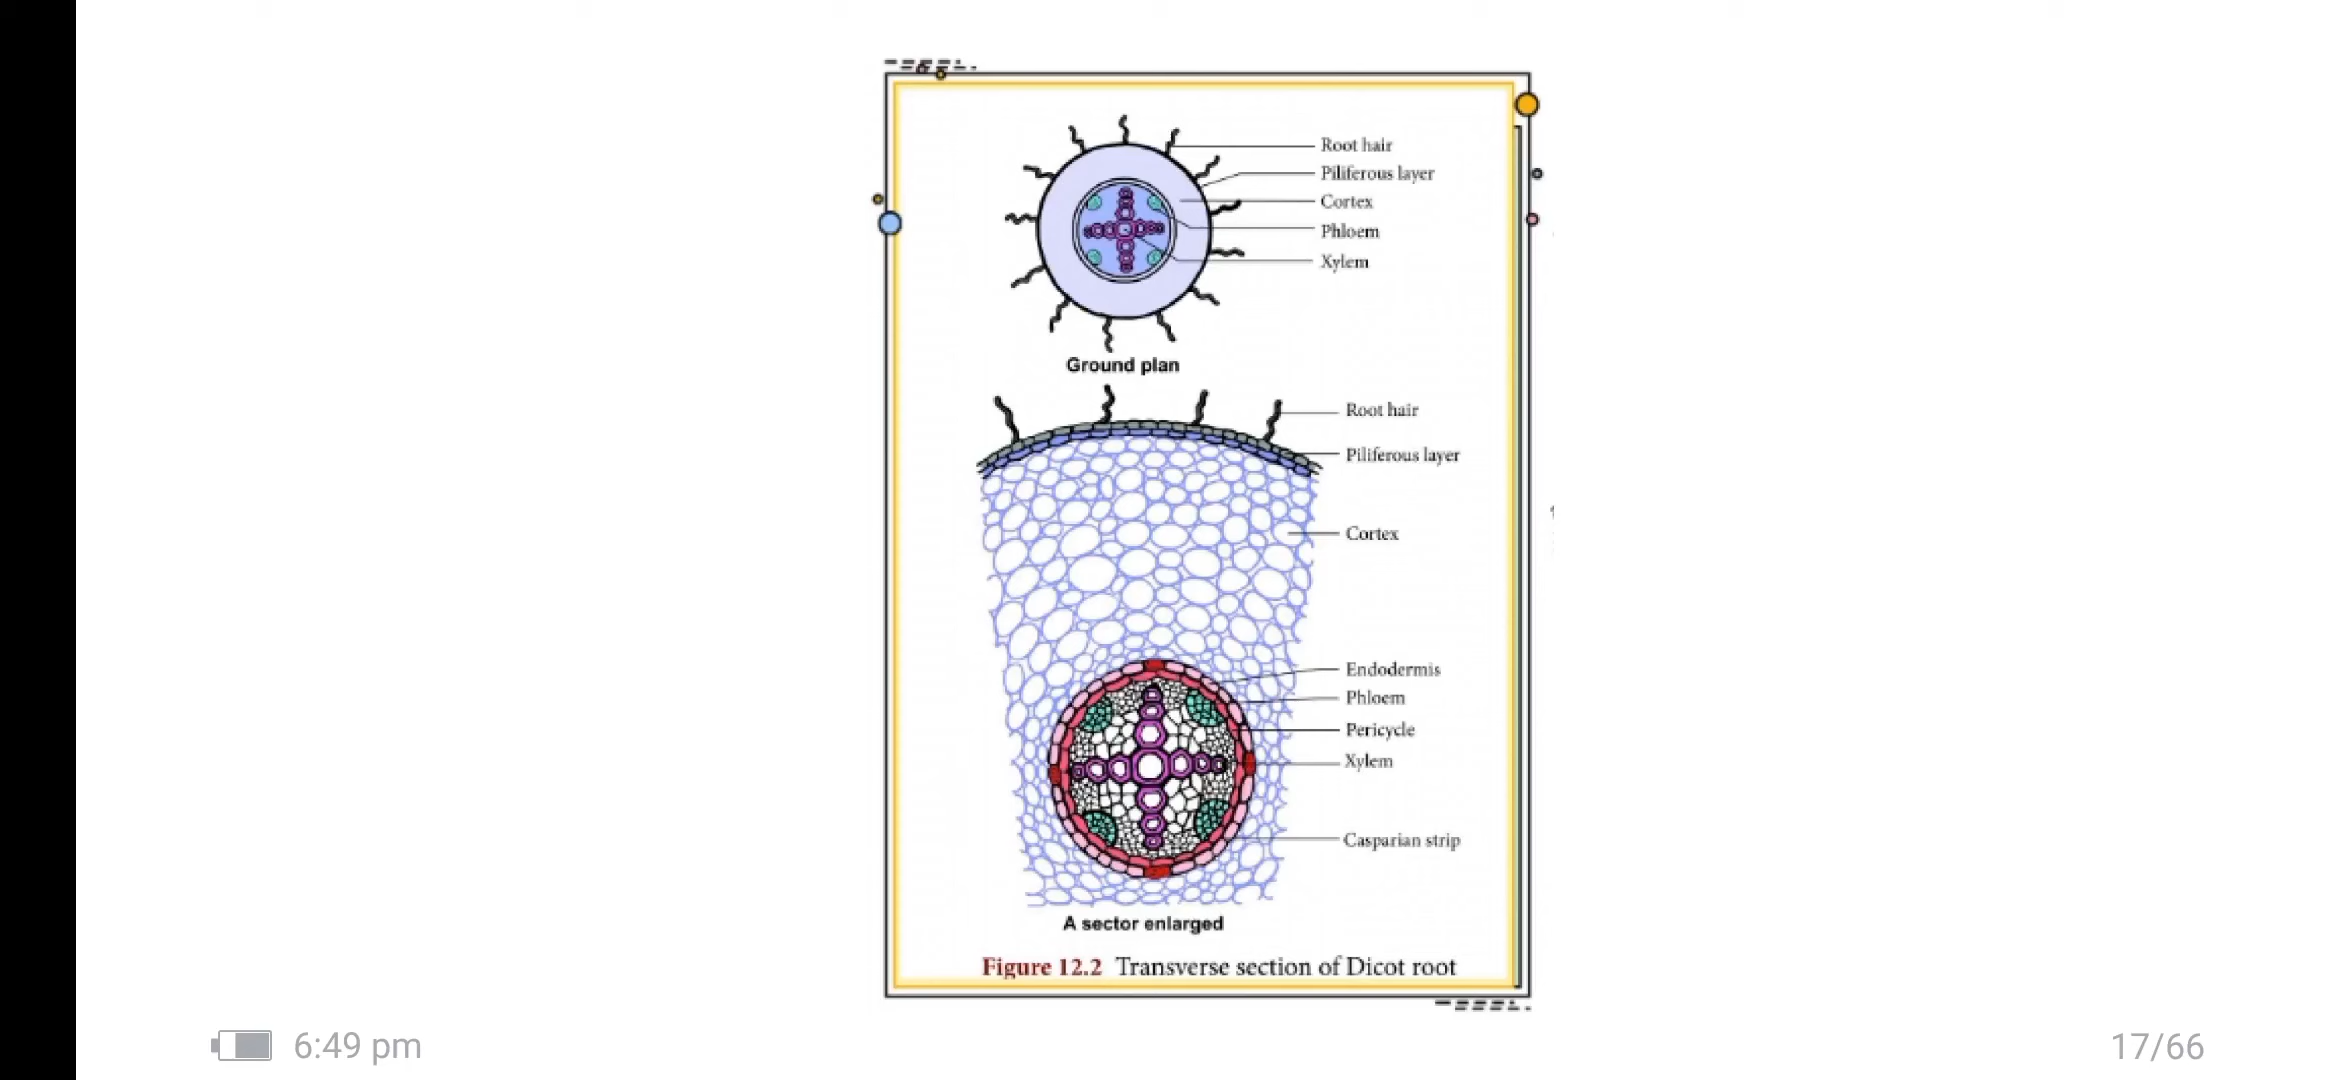 Root hair
Piliferous layer
Cortex
Phloem
Xylem
Ground plan
Root hair
Piliferous layer
Cortex
Endodermis
Phloem
Pericycle
Xylem
Casparian strip
A sector enlarged
Figure 12.2 Transverse section of Dicot root
6:49 pm
17/66